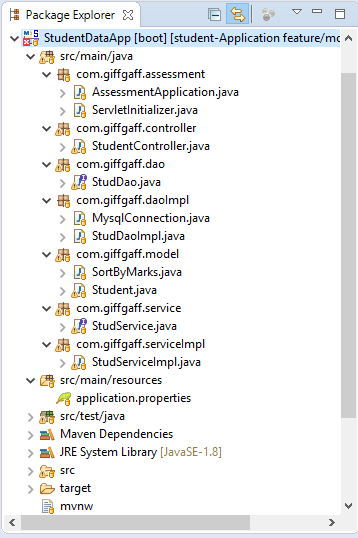 Package Explorer
StudentDataApp [boot] [student-Application feature/mo
src/main/java
com.giffgaff.assessment
AssessmentApplication.java
ServletInitializer.java
com.giffgaff.controller
StudentController.java
com.giffgaff.dao
StudDao.java
com.giffgaff.daoImpl
MysqlConnection.java
StudDaoImpl.java
com.giffgaff.model
SortByMarks.java
Student.java
com.giffgaff.service
StudService.java
com.giffgaff.serviceImpl
StudServiceImpl.java
src/main/resources
application.properties
src/test/java
Maven Dependencies
JRE System Library [JavaSE-1.8]
src
target
mvnw